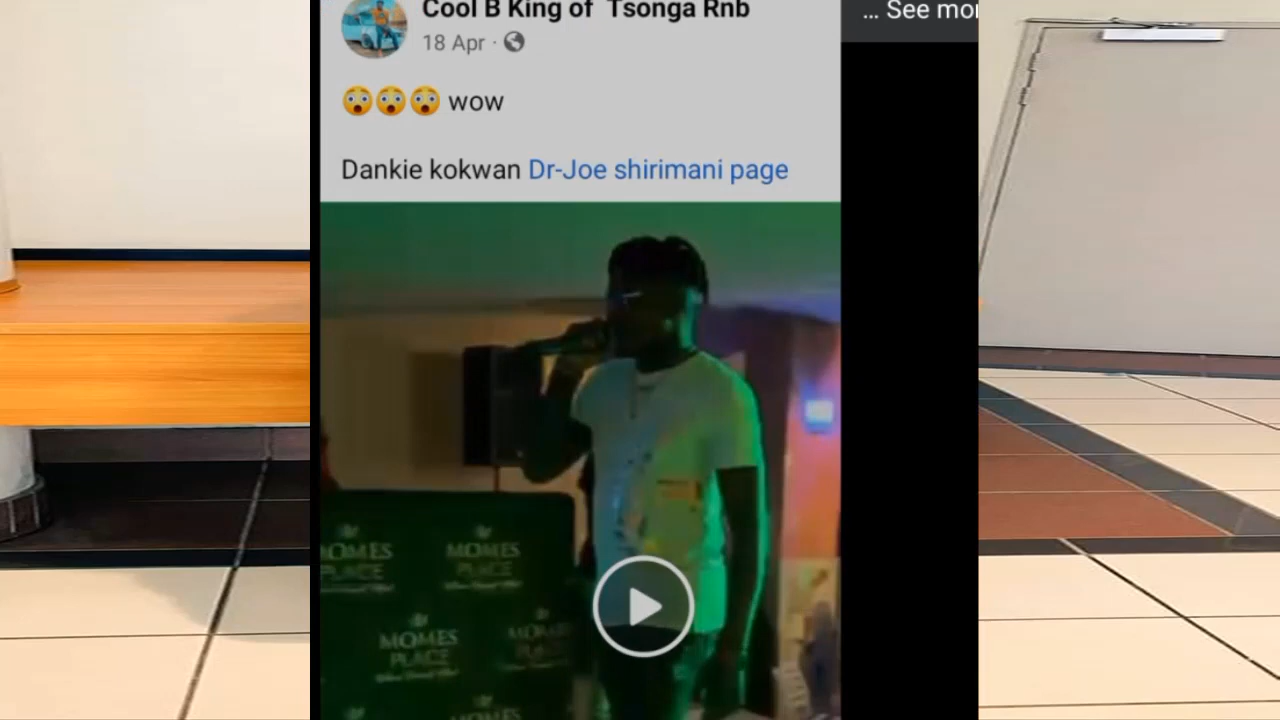 Cool B King of Tsonga Rnb
... See
18 Apr ·
😲😲😲 wow
Dankie kokwan Dr-Joe shirimani page
MOMES
PLACE
MOMES
PLACE
MOMES
PLACE
MOMES
PLACE
MOMES